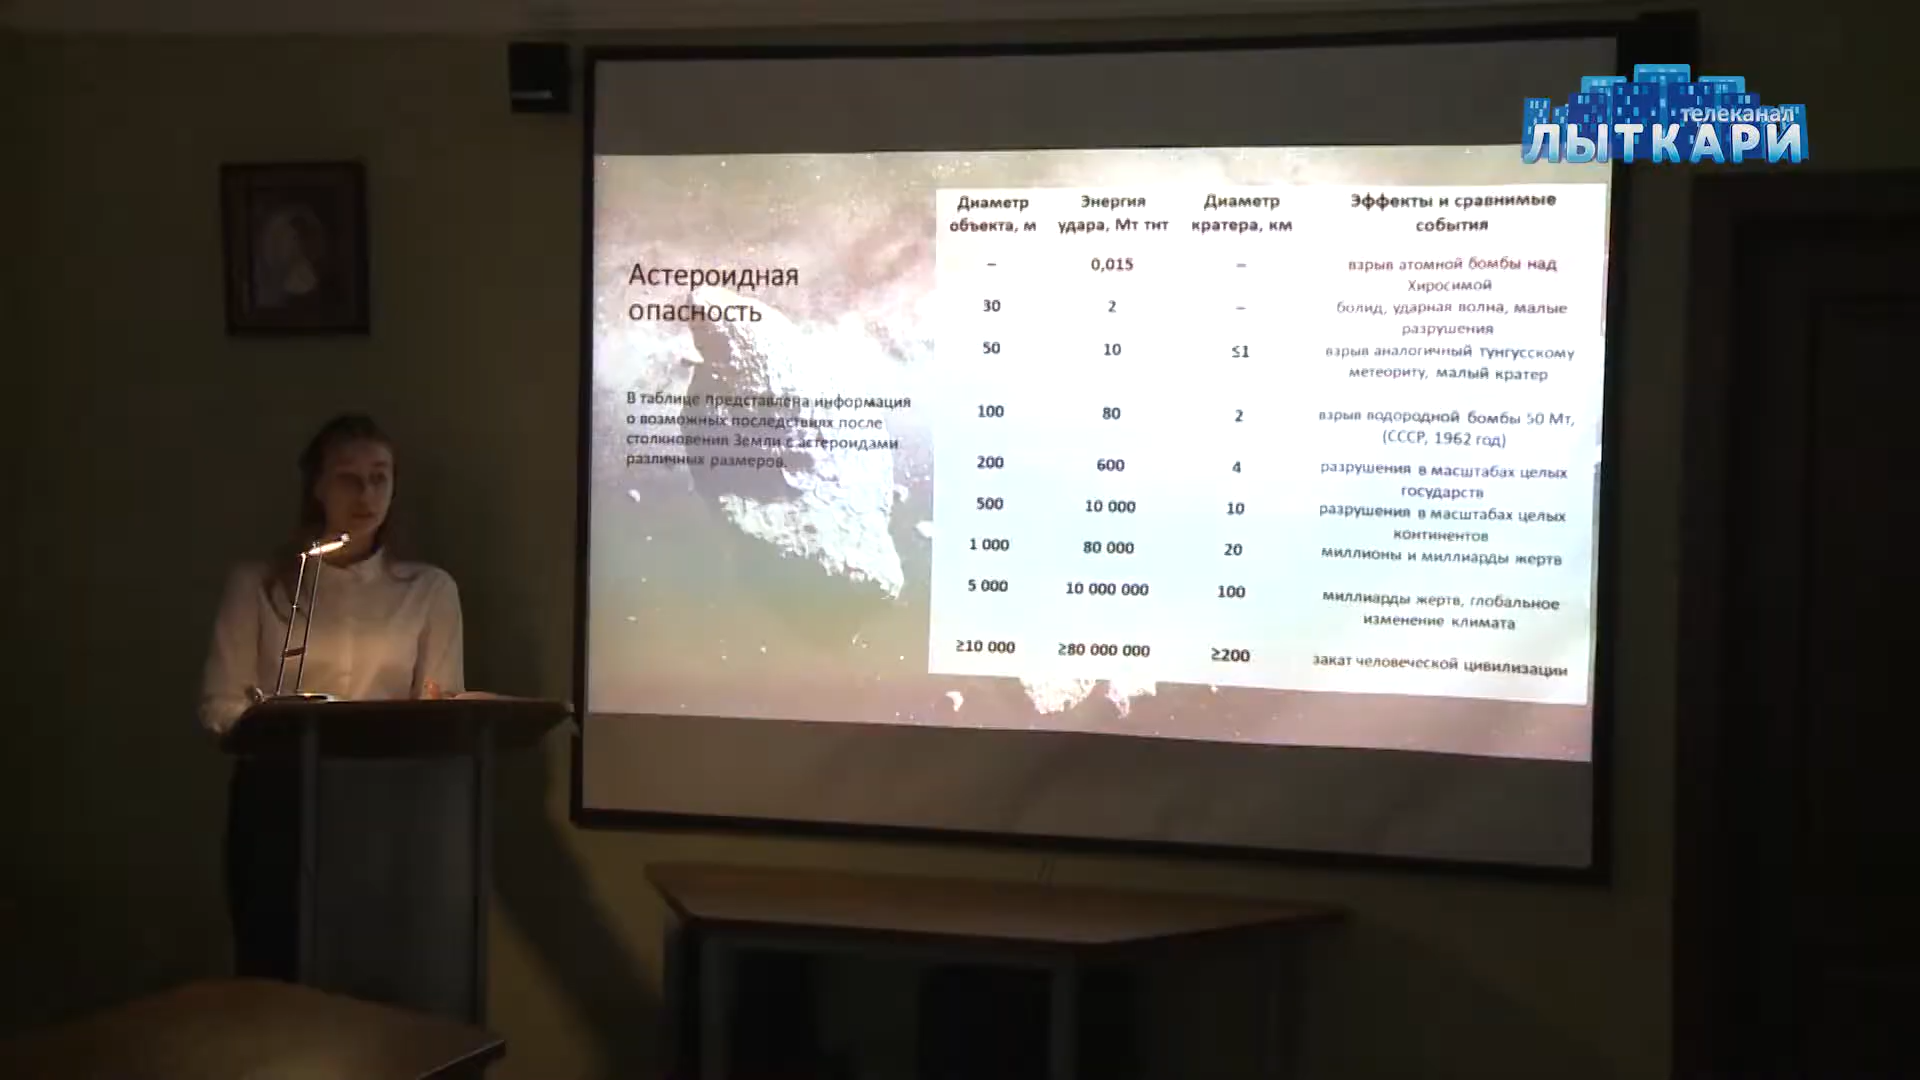 телеканал
ЛЫТКАРИ
Астероидная
опасность
В таблице представлена информация
о возможных последствиях после
столкновения Земли с астероидами
различных размеров.
Диаметр Энергия Диаметр Эффекты и сравнимые
объекта, м удара, Мт тнт кратера, км события
– 0,015 – взрыв атомной бомбы над
Хиросимой
30 2 – болид, ударная волна, малые
разрушения
50 10 ≤1 взрыв аналогичный тунгусскому
метеориту, малый кратер
100 80 2 взрыв водородной бомбы 50 Мт,
(СССР, 1962 год)
200 600 4 разрушения в масштабах целых
государств
500 10 000 10 разрушения в масштабах целых
континентов
1 000 80 000 20 миллионы и миллиарды жертв
5 000 10 000 000 100 миллиарды жертв, глобальное
изменение климата
≥10 000 ≥80 000 000 ≥200 закат человеческой цивилизации